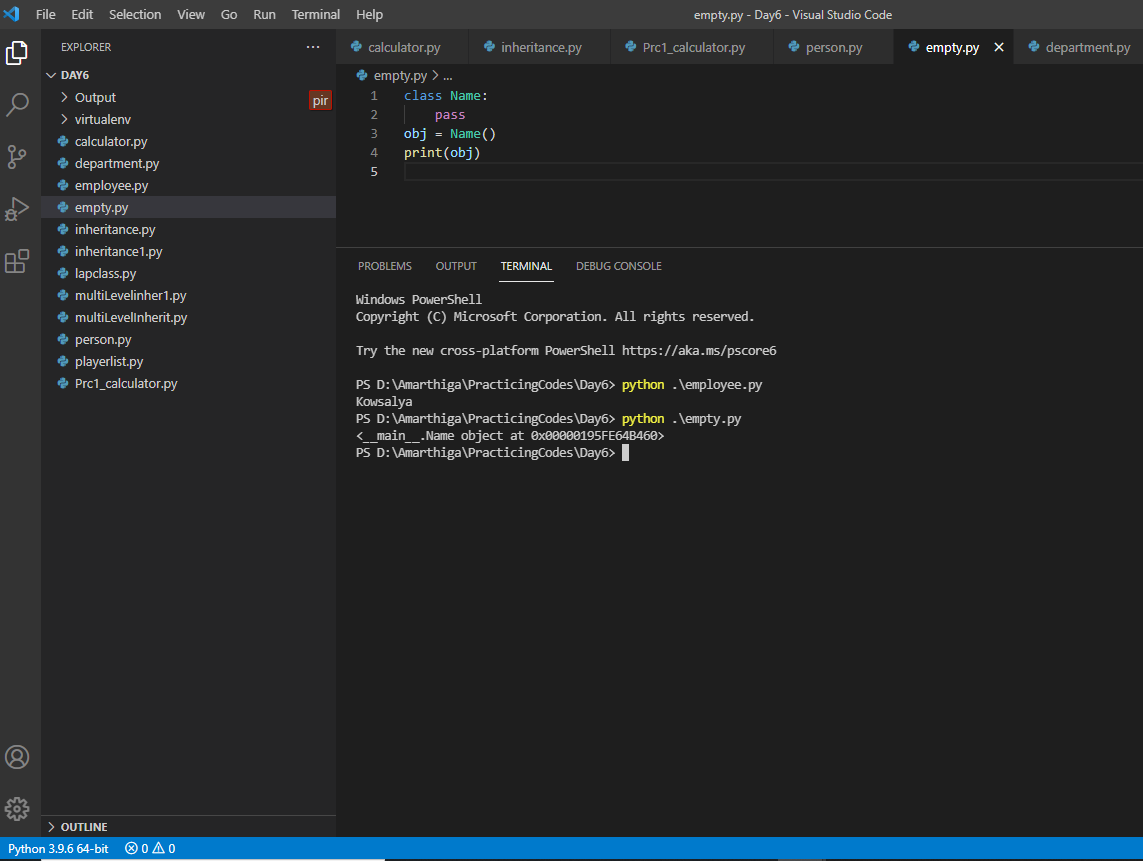 File Edit Selection View Go Run Terminal Help empty.py - Day6 - Visual Studio Code
EXPLORER ...
DAY6
Output
pir
virtualenv
calculator.py
department.py
employee.py
empty.py
inheritance.py
inheritance1.py
lapclass.py
multiLevelinher1.py
multiLevelInherit.py
person.py
playerlist.py
Prc1_calculator.py
OUTLINE
calculator.py inheritance.py Prc1_calculator.py person.py empty.py department.py
empty.py > ...
1 class Name:
2 pass
3 obj = Name()
4 print(obj)
5
PROBLEMS OUTPUT TERMINAL DEBUG CONSOLE
Windows PowerShell
Copyright (C) Microsoft Corporation. All rights reserved.
Try the new cross-platform PowerShell https://aka.ms/pscore6
PS D:\Amarthiga\PracticingCodes\Day6> python .\employee.py
Kowsalya
PS D:\Amarthiga\PracticingCodes\Day6> python .\empty.py
<__main__.Name object at 0x00000195FE64B460>
PS D:\Amarthiga\PracticingCodes\Day6>
Python 3.9.6 64-bit 0 0